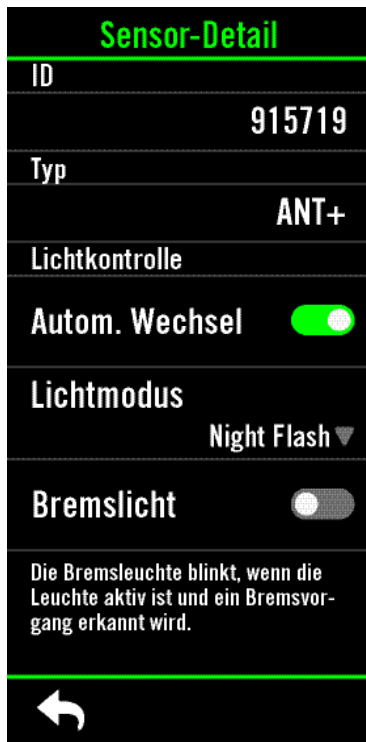 Sensor-Detail
ID
915719
Typ
ANT+
Lichtkontrolle
Autom. Wechsel
Lichtmodus
Night Flash
Bremslicht
Die Bremsleuchte blinkt, wenn die
Leuchte aktiv ist und ein Bremsvor-
gang erkannt wird.